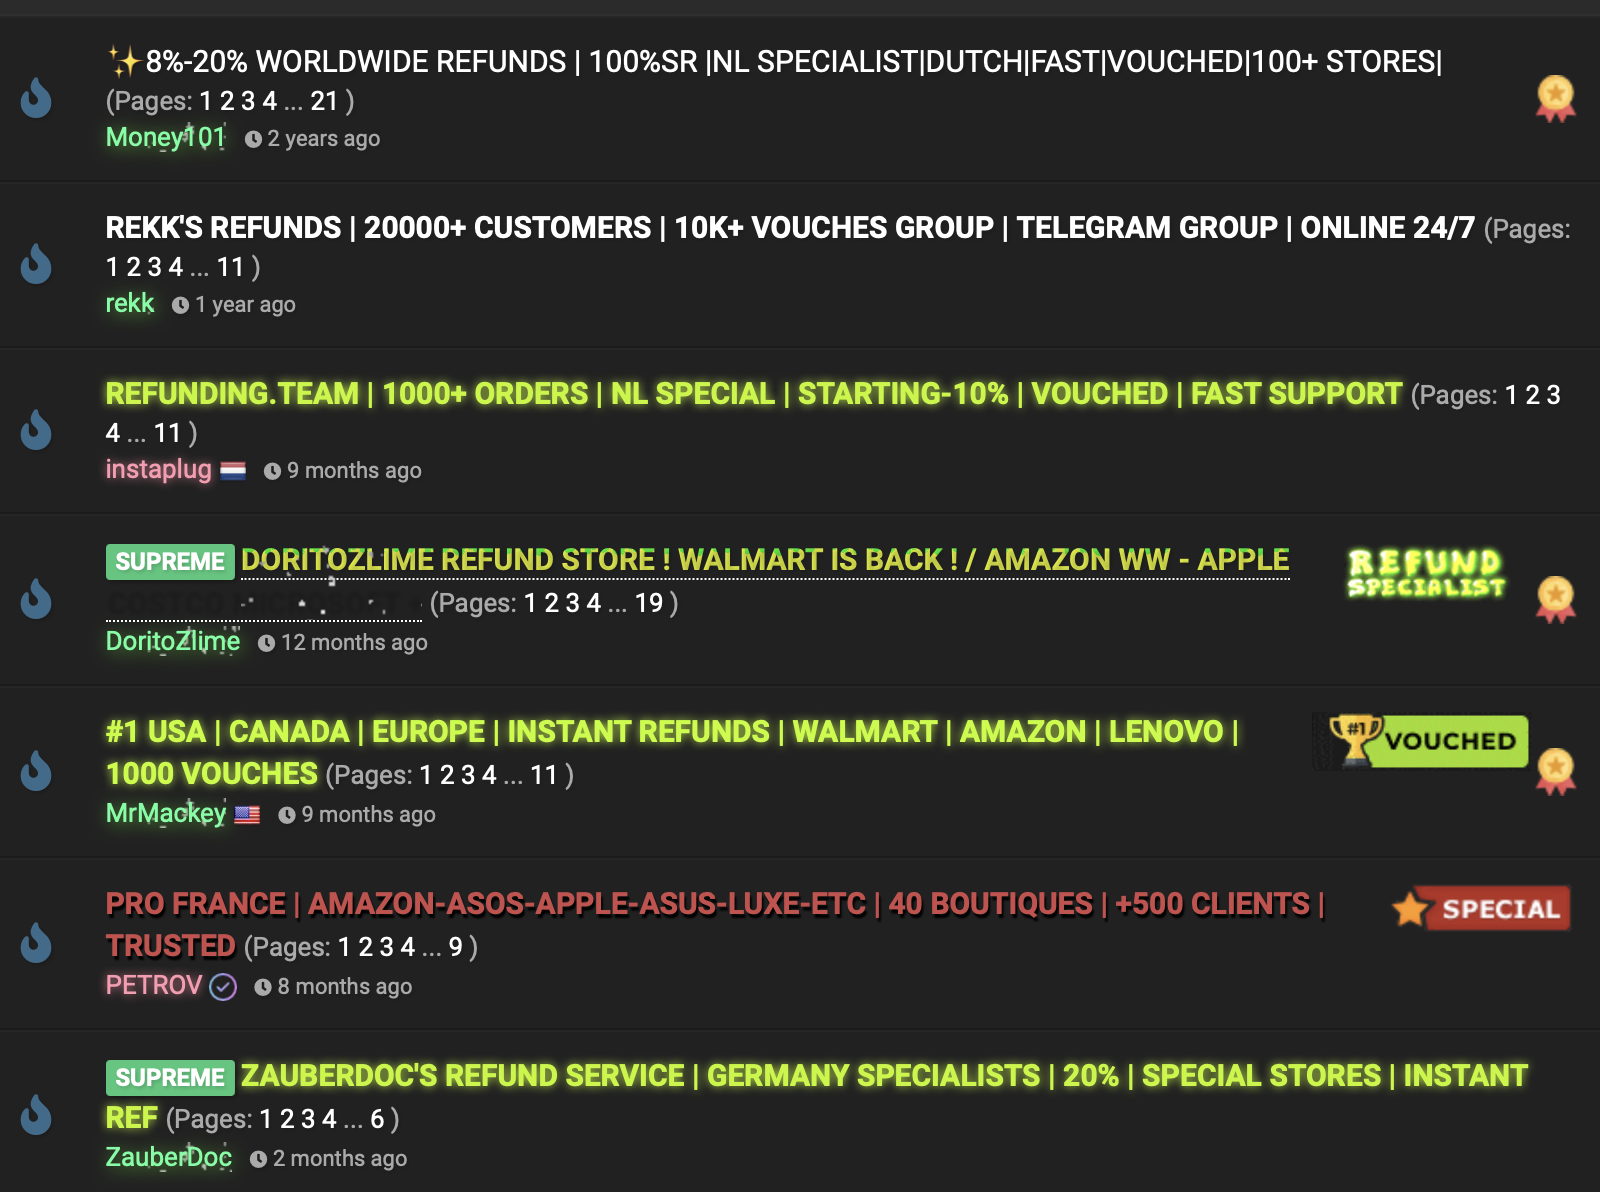 ✨8%-20% WORLDWIDE REFUNDS | 100%SR |NL SPECIALIST|DUTCH|FAST|VOUCHED|100+ STORES|
(Pages: 1 2 3 4 ... 21 )
Money101 2 years ago
REKK'S REFUNDS | 20000+ CUSTOMERS | 10K+ VOUCHES GROUP | TELEGRAM GROUP | ONLINE 24/7 (Pages:
1 2 3 4 ... 11 )
rekk 1 year ago
REFUNDING.TEAM | 1000+ ORDERS | NL SPECIAL | STARTING-10% | VOUCHED | FAST SUPPORT (Pages: 1 2 3
4 ... 11 )
instaplug 9 months ago
SUPREME DORITOZLIME REFUND STORE ! WALMART IS BACK ! / AMAZON WW - APPLE
REFUND
SPECIALIST
COSTCO MICROSOFT (Pages: 1 2 3 4 ... 19 )
DoritoZlime 12 months ago
#1 USA | CANADA | EUROPE | INSTANT REFUNDS | WALMART | AMAZON | LENOVO |
#1 VOUCHED
1000 VOUCHES (Pages: 1 2 3 4 ... 11 )
MrMackey 9 months ago
PRO FRANCE | AMAZON-ASOS-APPLE-ASUS-LUXE-ETC | 40 BOUTIQUES | +500 CLIENTS |
SPECIAL
TRUSTED (Pages: 1 2 3 4 ... 9 )
PETROV 8 months ago
SUPREME ZAUBERDOC'S REFUND SERVICE | GERMANY SPECIALISTS | 20% | SPECIAL STORES | INSTANT
REF (Pages: 1 2 3 4 ... 6 )
ZauberDoc 2 months ago